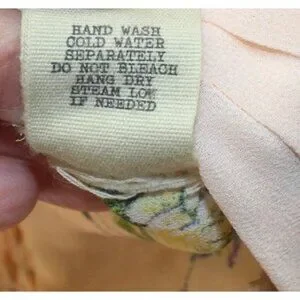 HAND WASH
COLD WATER
SEPARATELY
DO NOT BLEACH
HANG DRY
STEAM LOW
IF NEEDED